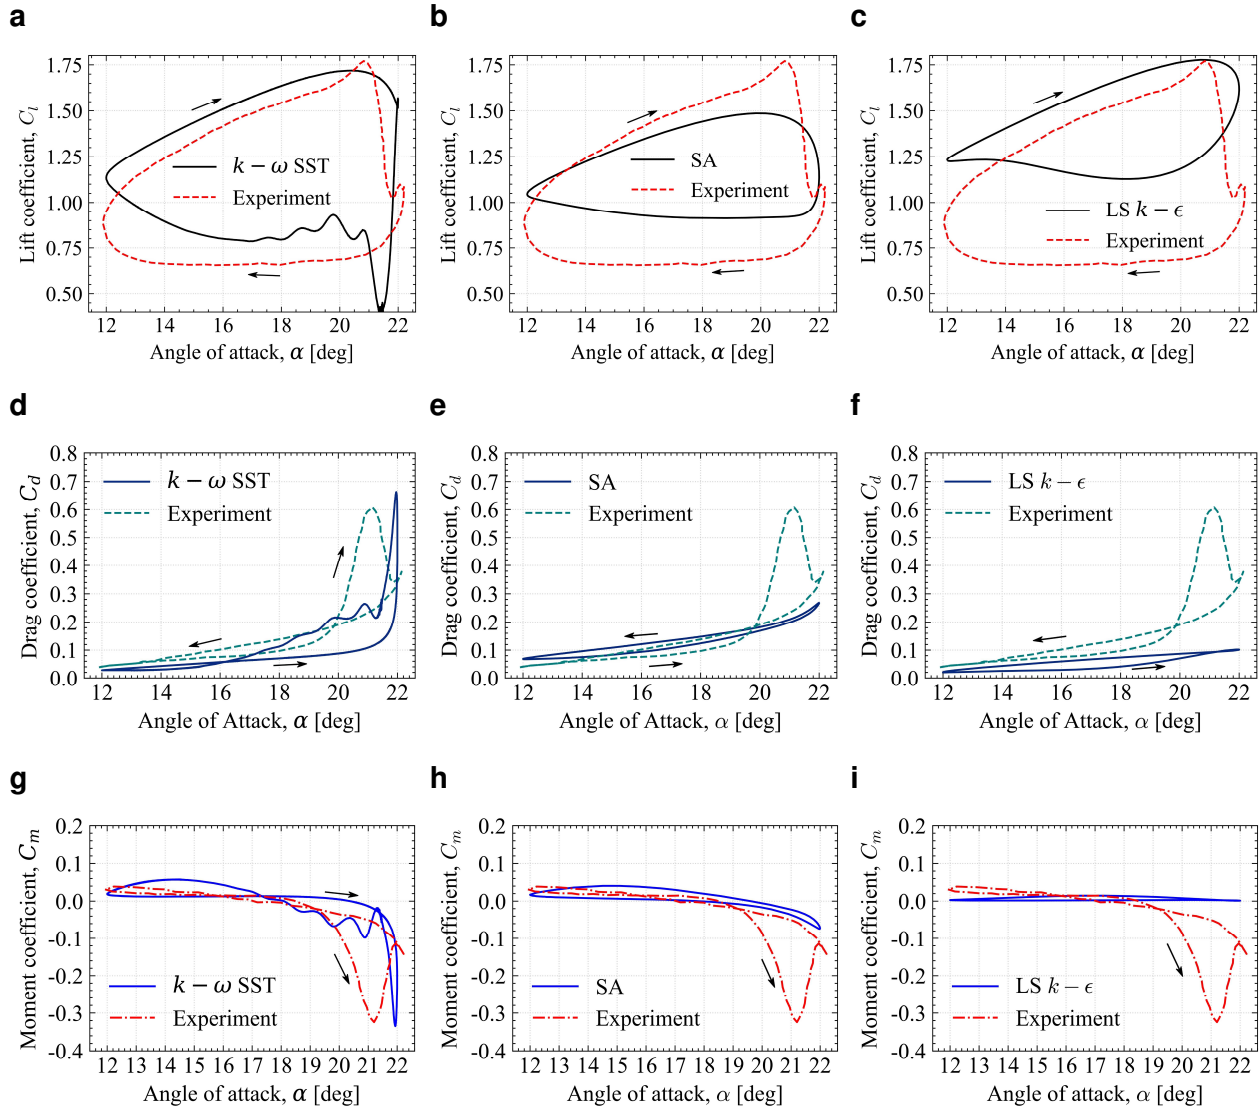 a
b
c
1.75
1.50
1.25
1.00
0.75
0.50
Lift coefficient, C_l
k − ω SST
Experiment
12 14 16 18 20 22
Angle of attack, α [deg]
1.75
1.50
1.25
1.00
0.75
0.50
Lift coefficient, C_l
SA
Experiment
12 14 16 18 20 22
Angle of attack, α [deg]
1.75
1.50
1.25
1.00
0.75
0.50
Lift coefficient, C_l
LS k − ϵ
Experiment
12 14 16 18 20 22
Angle of attack, α [deg]
d
e
f
0.8
0.7
0.6
0.5
0.4
0.3
0.2
0.1
0.0
Drag coefficient, C_d
k − ω SST
Experiment
12 14 16 18 20 22
Angle of Attack, α [deg]
0.8
0.7
0.6
0.5
0.4
0.3
0.2
0.1
0.0
Drag coefficient, C_d
SA
Experiment
12 14 16 18 20 22
Angle of Attack, α [deg]
0.8
0.7
0.6
0.5
0.4
0.3
0.2
0.1
0.0
Drag coefficient, C_d
LS k − ϵ
Experiment
12 14 16 18 20 22
Angle of Attack, α [deg]
g
h
i
0.2
0.1
0.0
-0.1
-0.2
-0.3
-0.4
Moment coefficient, C_m
k − ω SST
Experiment
12 13 14 15 16 17 18 19 20 21 22
Angle of attack, α [deg]
0.2
0.1
0.0
-0.1
-0.2
-0.3
-0.4
Moment coefficient, C_m
SA
Experiment
12 13 14 15 16 17 18 19 20 21 22
Angle of attack, α [deg]
0.2
0.1
0.0
-0.1
-0.2
-0.3
-0.4
Moment coefficient, C_m
LS k − ϵ
Experiment
12 13 14 15 16 17 18 19 20 21 22
Angle of attack, α [deg]